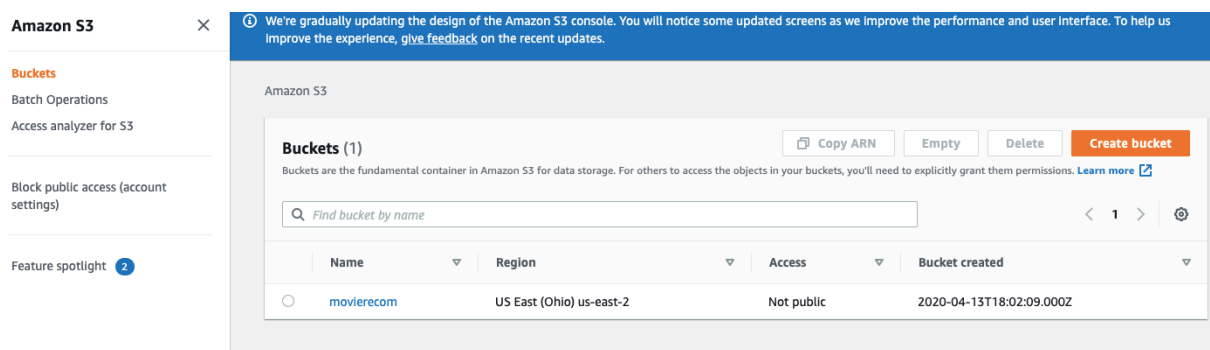 Amazon S3
Buckets
Batch Operations
Access analyzer for S3
Block public access (account
settings)
Feature spotlight 2
We're gradually updating the design of the Amazon S3 console. You will notice some updated screens as we improve the performance and user interface. To help us
improve the experience, give feedback on the recent updates.
Amazon S3
Buckets (1)
Copy ARN Empty Delete Create bucket
Buckets are the fundamental container in Amazon S3 for data storage. For others to access the objects in your buckets, you'll need to explicitly grant them permissions. Learn more
Find bucket by name
1
Name Region Access Bucket created
movierecom US East (Ohio) us-east-2 Not public 2020-04-13T18:02:09.000Z